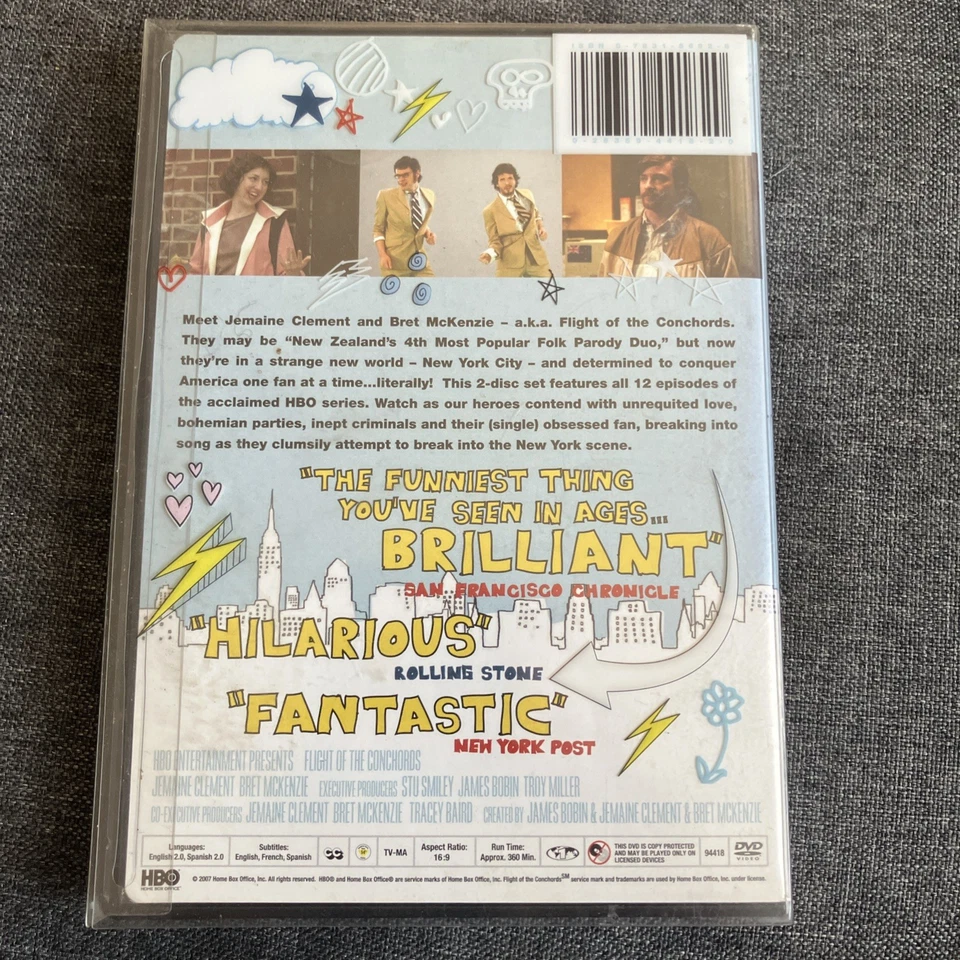 Meet Jemaine Clement and Bret McKenzie – a.k.a. Flight of the Conchords.
They may be “New Zealand’s 4th Most Popular Folk Parody Duo,” but now
they’re in a strange new world – New York City – and determined to conquer
America one fan at a time...literally! This 2-disc set features all 12 episodes of
the acclaimed HBO series. Watch as our heroes contend with unrequited love,
bohemian parties, inept criminals and their (single) obsessed fan, breaking into
song as they clumsily attempt to break into the New York scene.
"THE FUNNIEST THING
YOU'VE SEEN IN AGES...
BRILLIANT"
SAN FRANCISCO CHRONICLE
"HILARIOUS"
ROLLING STONE
"FANTASTIC"
NEW YORK POST
HBO ENTERTAINMENT PRESENTS FLIGHT OF THE CONCHORDS
JEMAINE CLEMENT BRET MCKENZIE EXECUTIVE PRODUCERS STU SMILEY JAMES BOBIN TROY MILLER
CO-EXECUTIVE PRODUCERS JEMAINE CLEMENT BRET MCKENZIE TRACEY BAIRD CREATED BY JAMES BOBIN & JEMAINE CLEMENT & BRET MCKENZIE
Languages:
English 2.0, Spanish 2.0
Subtitles:
English, French, Spanish
CC
TV-MA
Aspect Ratio:
16:9
Run Time:
Approx. 360 Min.
THIS DVD IS COPY PROTECTED
AND MAY BE PLAYED ONLY ON
LICENSED DEVICES
94418
DVD
VIDEO
HBO
HOME BOX OFFICE
© 2007 Home Box Office, Inc. All rights reserved. HBO® and Home Box Office® are service marks of Home Box Office, Inc. Flight of the Conchords℠ service mark and trademarks are used by Home Box Office, Inc. under license.